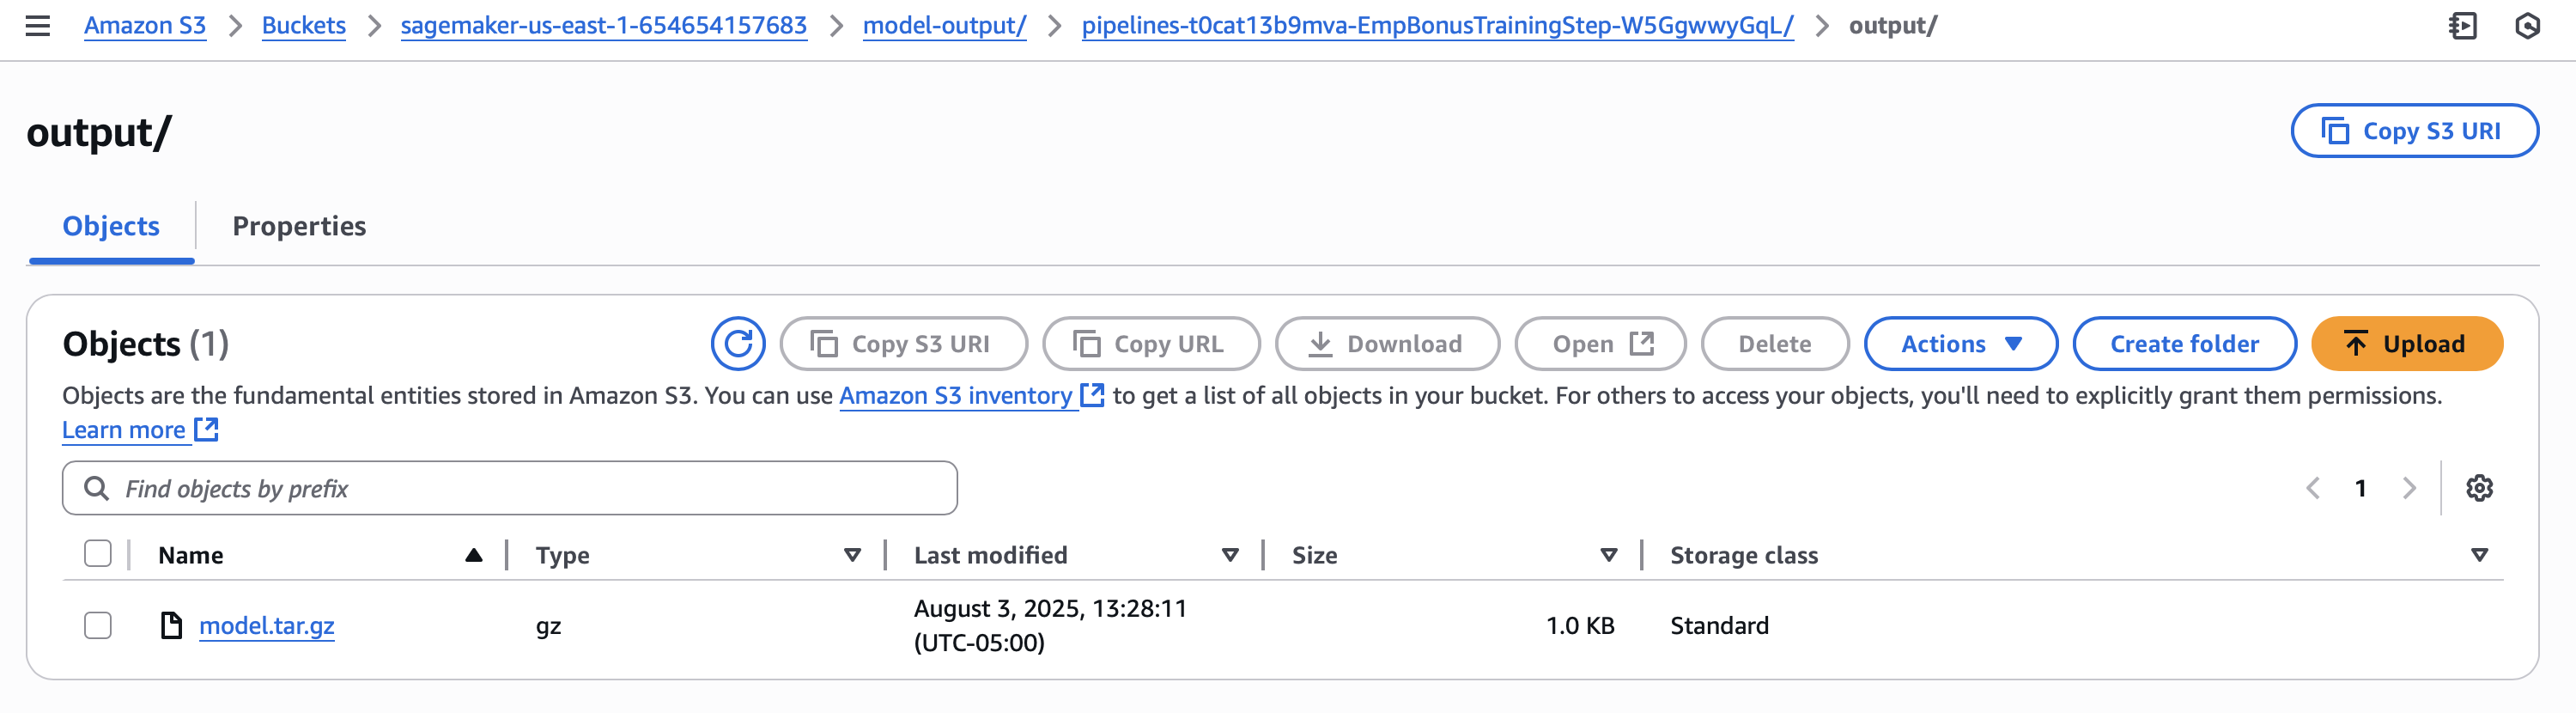 Amazon S3 > Buckets > sagemaker-us-east-1-654654157683 > model-output/ > pipelines-t0cat13b9mva-EmpBonusTrainingStep-W5GgwwyGqL/ > output/
output/
Copy S3 URI
Objects
Properties
Objects (1)
Copy S3 URI
Copy URL
Download
Open
Delete
Actions
Create folder
Upload
Objects are the fundamental entities stored in Amazon S3. You can use Amazon S3 inventory to get a list of all objects in your bucket. For others to access your objects, you'll need to explicitly grant them permissions.
Learn more
Find objects by prefix
1
Name
Type
Last modified
Size
Storage class
model.tar.gz
gz
August 3, 2025, 13:28:11
(UTC-05:00)
1.0 KB
Standard